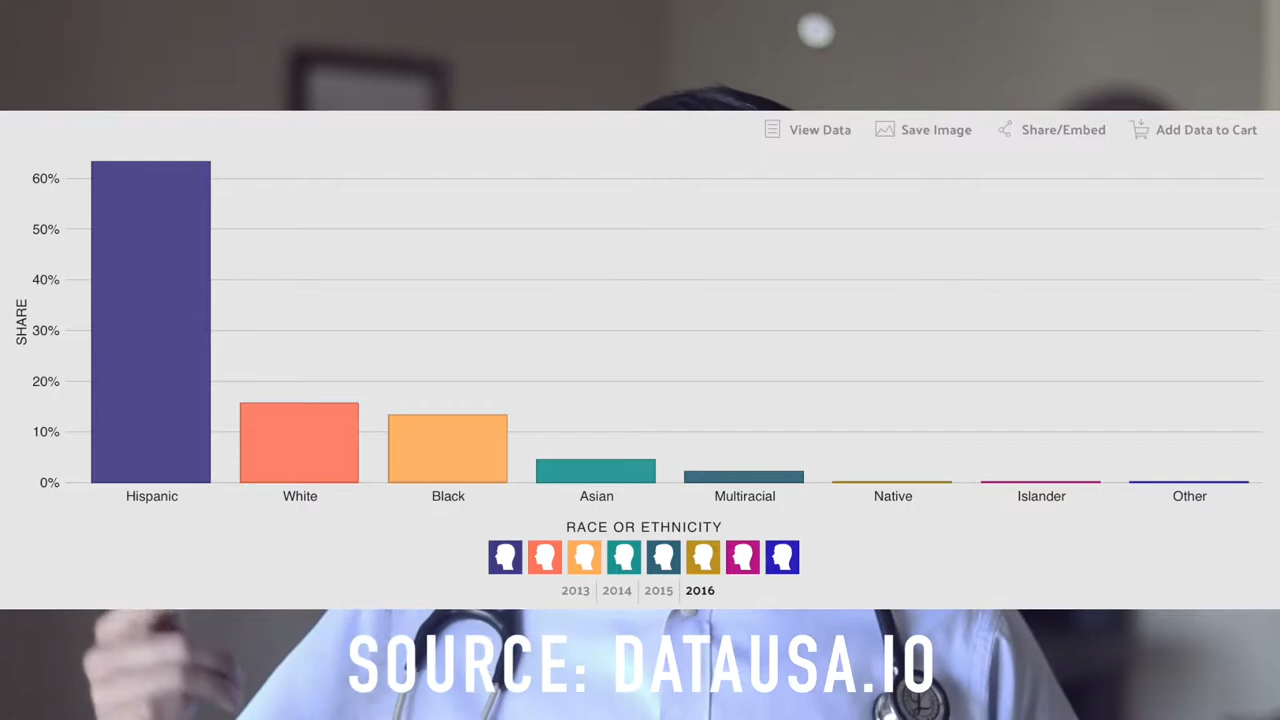 View Data Save Image Share/Embed Add Data to Cart
60%
50%
40%
30%
20%
10%
0%
SHARE
Hispanic White Black Asian Multiracial Native Islander Other
RACE OR ETHNICITY
2013 2014 2015 2016
SOURCE: DATAUSA.IO